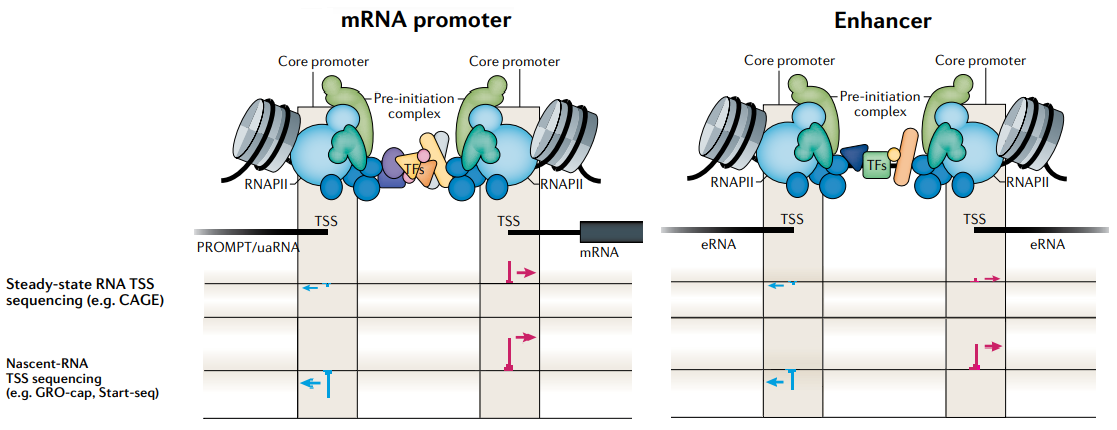 mRNA promoter
Core promoter
Core promoter
Pre-initiation
complex
TFs
RNAPII
RNAPII
TSS
TSS
PROMPT/uaRNA
mRNA
Enhancer
Core promoter
Core promoter
Pre-initiation
complex
TFs
RNAPII
RNAPII
TSS
TSS
eRNA
eRNA
Steady-state RNA TSS
sequencing (e.g. CAGE)
Nascent-RNA
TSS sequencing
(e.g. GRO-cap, Start-seq)